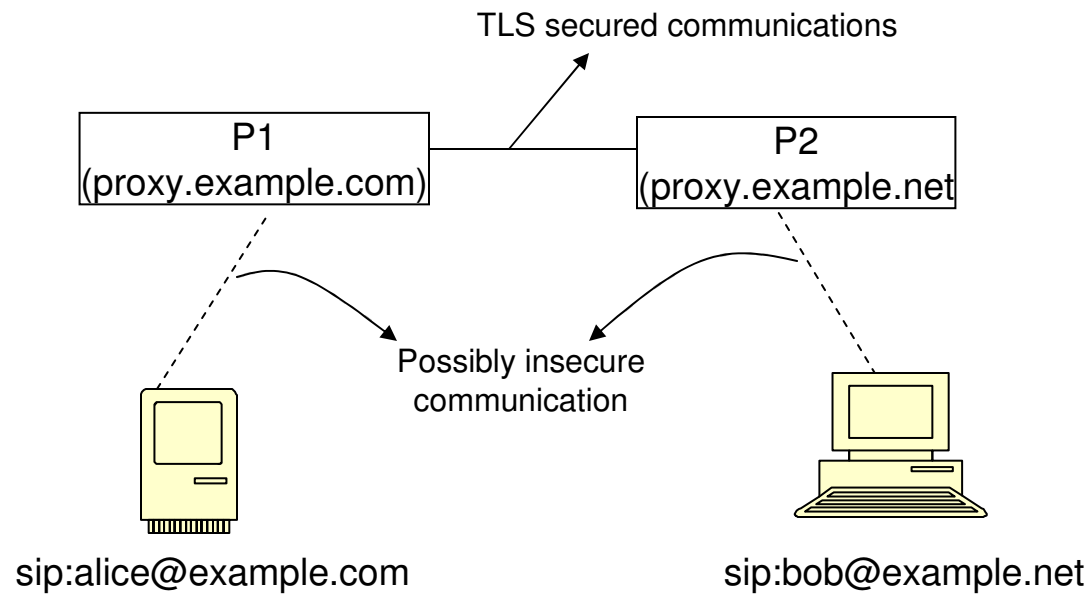 TLS secured communications
P1
(proxy.example.com)
P2
(proxy.example.net
Possibly insecure
communication
sip:alice@example.com
sip:bob@example.net